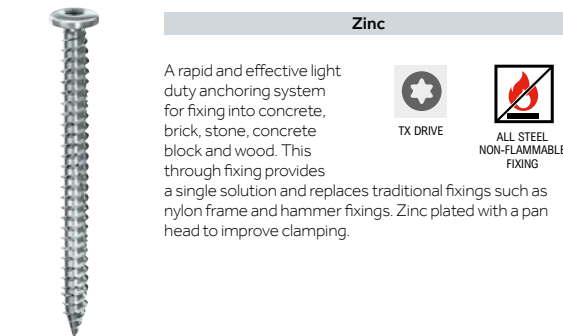 Zinc
A rapid and effective light
duty anchoring system
for fixing into concrete,
brick, stone, concrete
block and wood. This
through fixing provides
a single solution and replaces traditional fixings such as
nylon frame and hammer fixings. Zinc plated with a pan
head to improve clamping.
TX DRIVE
ALL STEEL
NON-FLAMMABLE
FIXING